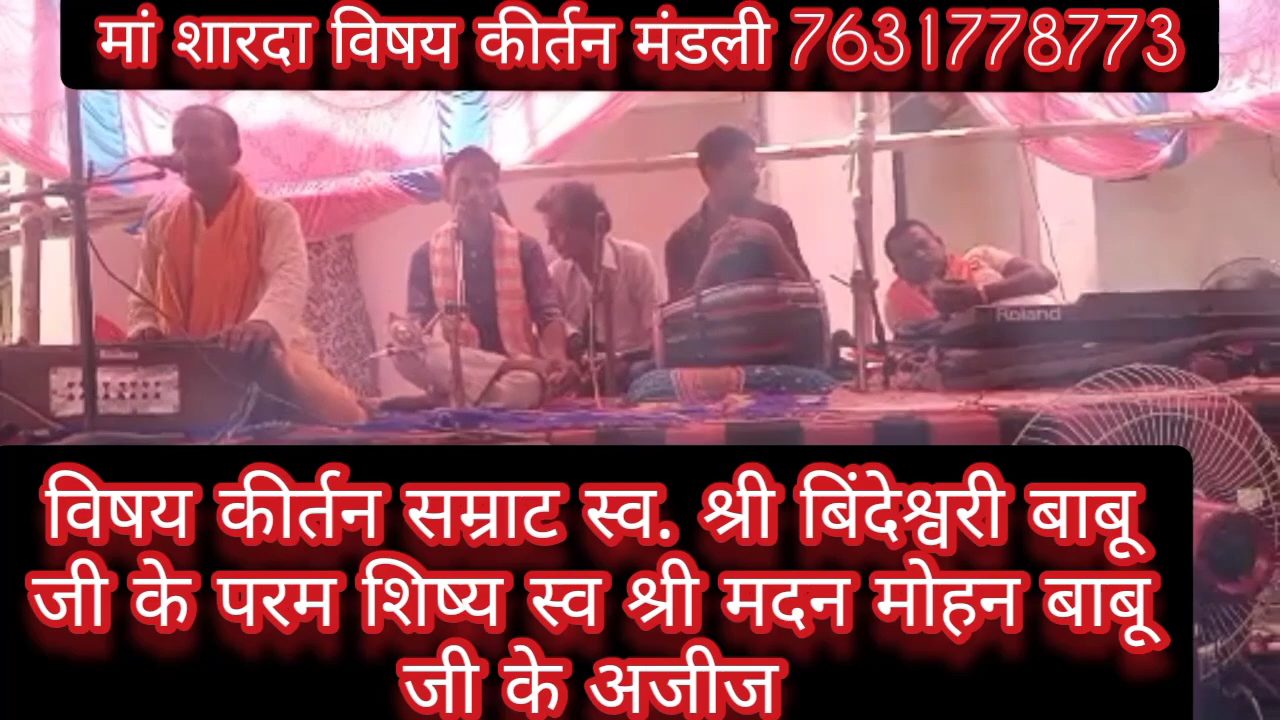 मां शारदा विषय कीर्तन मंडली 7631778773
Roland
विषय कीर्तन सम्राट स्व. श्री बिंदेश्वरी बाबू
जी के परम शिष्य स्व श्री मदन मोहन बाबू
जी के अजीज